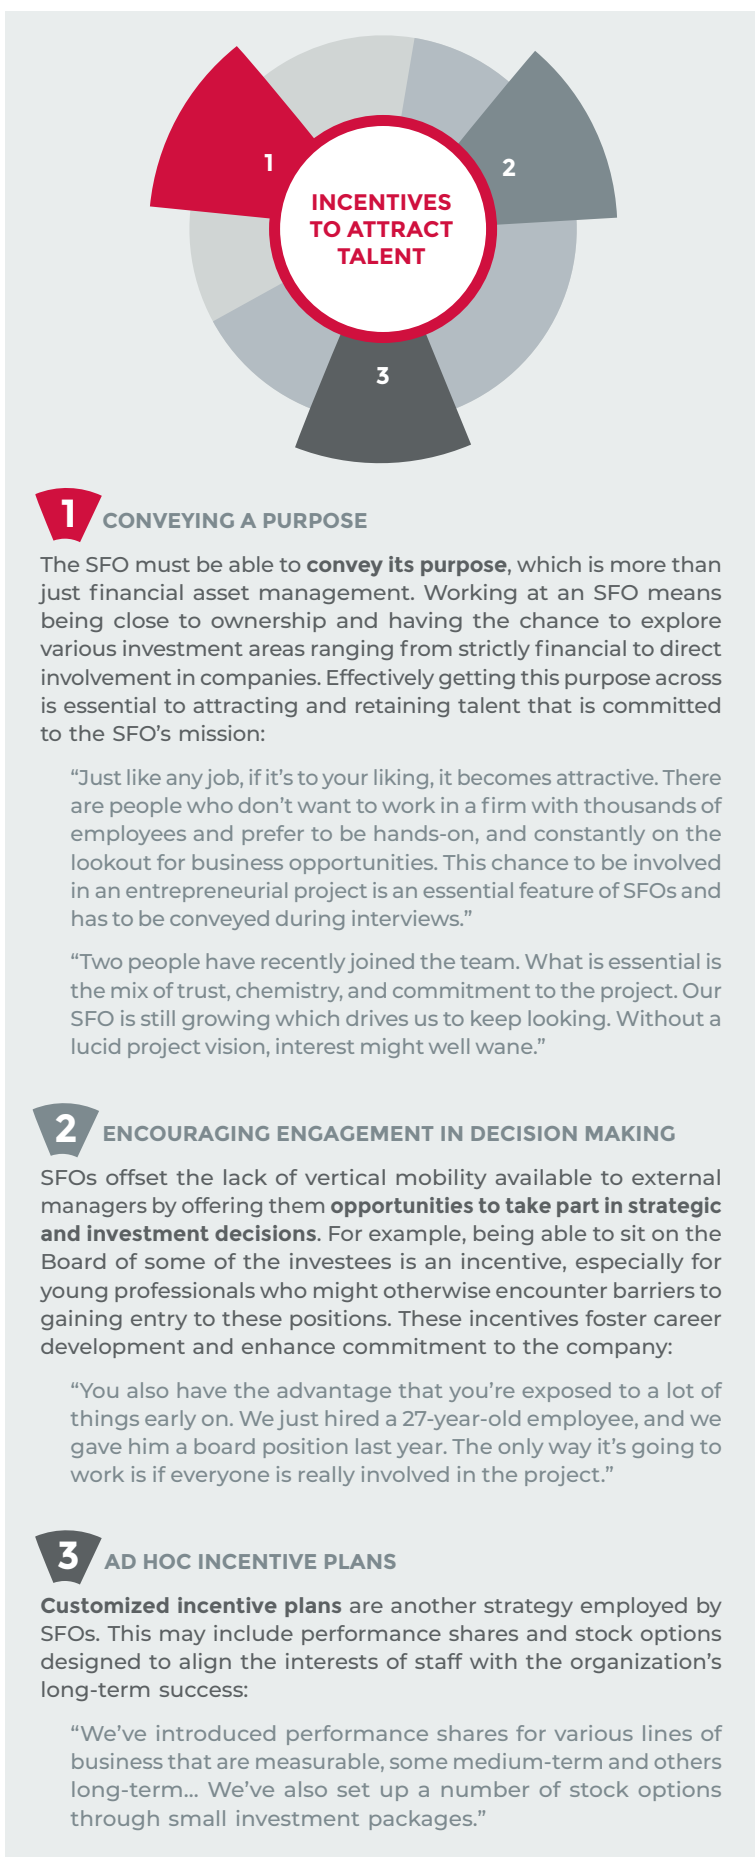 1
2
INCENTIVES
TO ATTRACT
TALENT
3
1 CONVEYING A PURPOSE
The SFO must be able to convey its purpose, which is more than
just financial asset management. Working at an SFO means
being close to ownership and having the chance to explore
various investment areas ranging from strictly financial to direct
involvement in companies. Effectively getting this purpose across
is essential to attracting and retaining talent that is committed
to the SFO’s mission:
“Just like any job, if it’s to your liking, it becomes attractive. There
are people who don’t want to work in a firm with thousands of
employees and prefer to be hands-on, and constantly on the
lookout for business opportunities. This chance to be involved
in an entrepreneurial project is an essential feature of SFOs and
has to be conveyed during interviews.”
“Two people have recently joined the team. What is essential is
the mix of trust, chemistry, and commitment to the project. Our
SFO is still growing which drives us to keep looking. Without a
lucid project vision, interest might well wane.”
2 ENCOURAGING ENGAGEMENT IN DECISION MAKING
SFOs offset the lack of vertical mobility available to external
managers by offering them opportunities to take part in strategic
and investment decisions. For example, being able to sit on the
Board of some of the investees is an incentive, especially for
young professionals who might otherwise encounter barriers to
gaining entry to these positions. These incentives foster career
development and enhance commitment to the company:
“You also have the advantage that you’re exposed to a lot of
things early on. We just hired a 27-year-old employee, and we
gave him a board position last year. The only way it’s going to
work is if everyone is really involved in the project.”
3 AD HOC INCENTIVE PLANS
Customized incentive plans are another strategy employed by
SFOs. This may include performance shares and stock options
designed to align the interests of staff with the organization’s
long-term success:
“We’ve introduced performance shares for various lines of
business that are measurable, some medium-term and others
long-term... We’ve also set up a number of stock options
through small investment packages.”